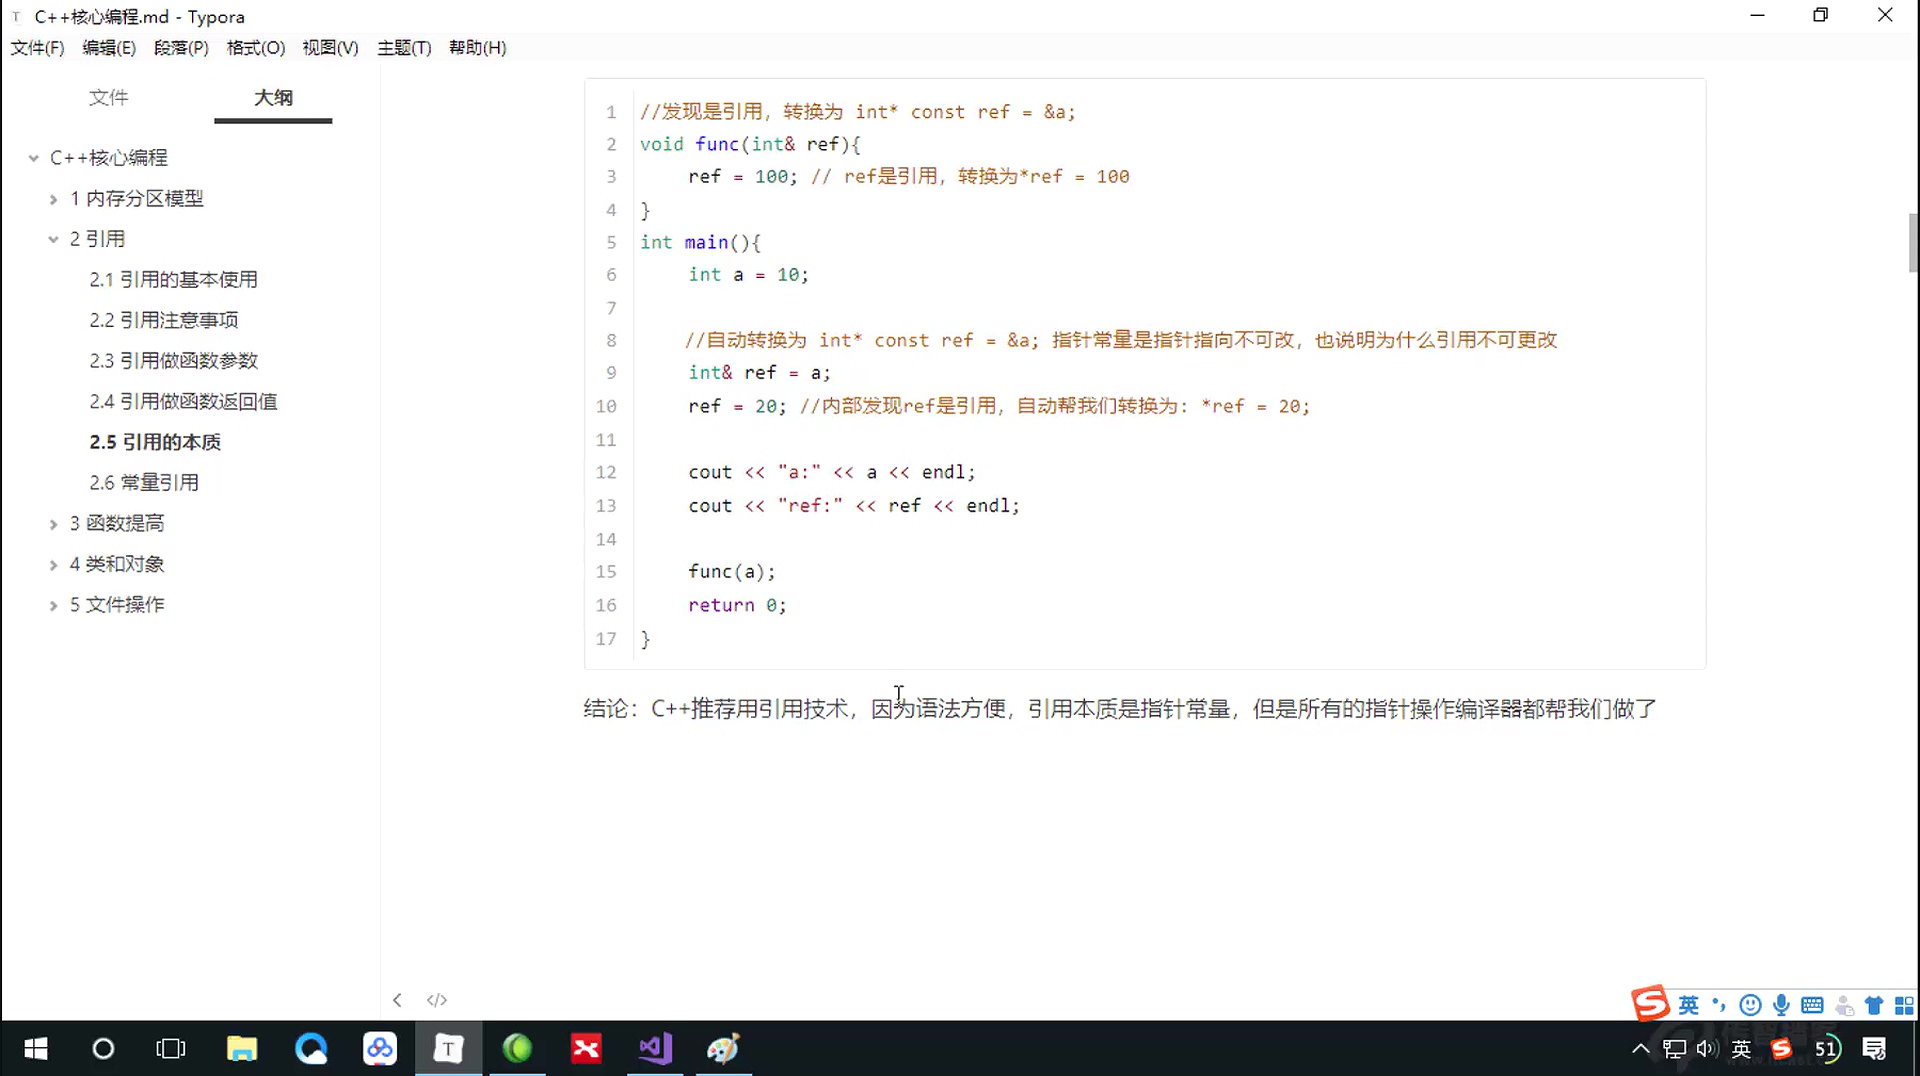 C++核心编程.md - Typora
文件(F) 编辑(E) 段落(P) 格式(O) 视图(V) 主题(T) 帮助(H)
文件 大纲
C++核心编程
1 内存分区模型
2 引用
2.1 引用的基本使用
2.2 引用注意事项
2.3 引用做函数参数
2.4 引用做函数返回值
2.5 引用的本质
2.6 常量引用
3 函数提高
4 类和对象
5 文件操作
1 //发现是引用，转换为 int* const ref = &a;
2 void func(int& ref){
3 ref = 100; // ref是引用，转换为*ref = 100
4 }
5 int main(){
6 int a = 10;
7
8 //自动转换为 int* const ref = &a; 指针常量是指针指向不可改，也说明为什么引用不可更改
9 int& ref = a;
10 ref = 20; //内部发现ref是引用，自动帮我们转换为: *ref = 20;
11
12 cout << "a:" << a << endl;
13 cout << "ref:" << ref << endl;
14
15 func(a);
16 return 0;
17 }
结论：C++推荐用引用技术，因为语法方便，引用本质是指针常量，但是所有的指针操作编译器都帮我们做了
英
英 51